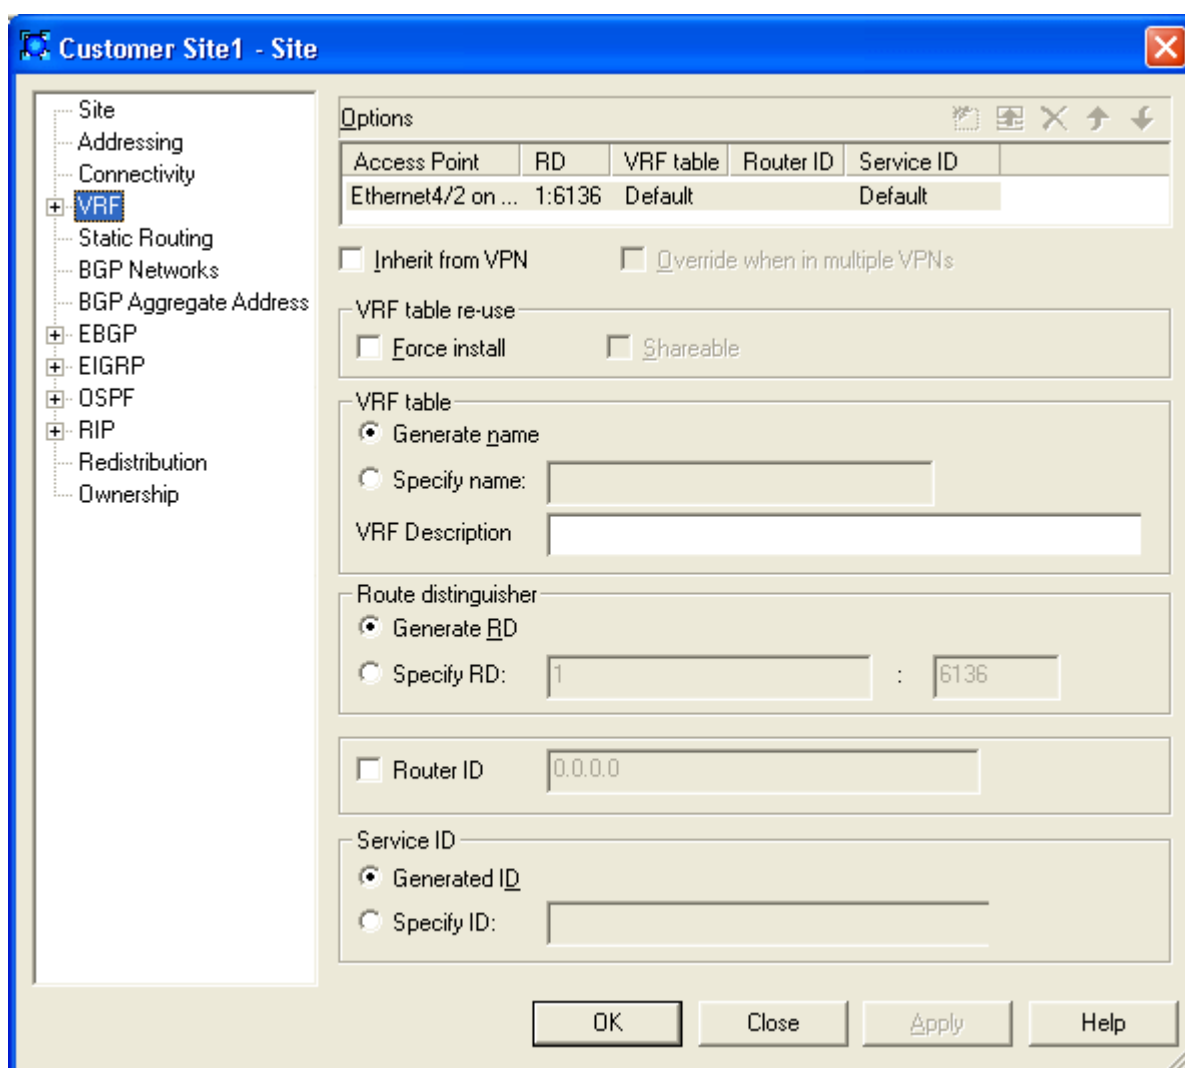 Customer Site1 - Site
Site
Addressing
Connectivity
VRF
Static Routing
BGP Networks
BGP Aggregate Address
EBGP
EIGRP
OSPF
RIP
Redistribution
Ownership
Options
Access Point RD VRF table Router ID Service ID
Ethernet4/2 on ... 1:6136 Default Default
Inherit from VPN Override when in multiple VPNs
VRF table re-use
Force install Shareable
VRF table
Generate name
Specify name:
VRF Description
Route distinguisher
Generate RD
Specify RD: 1 : 6136
Router ID 0.0.0.0
Service ID
Generated ID
Specify ID:
OK Close Apply Help